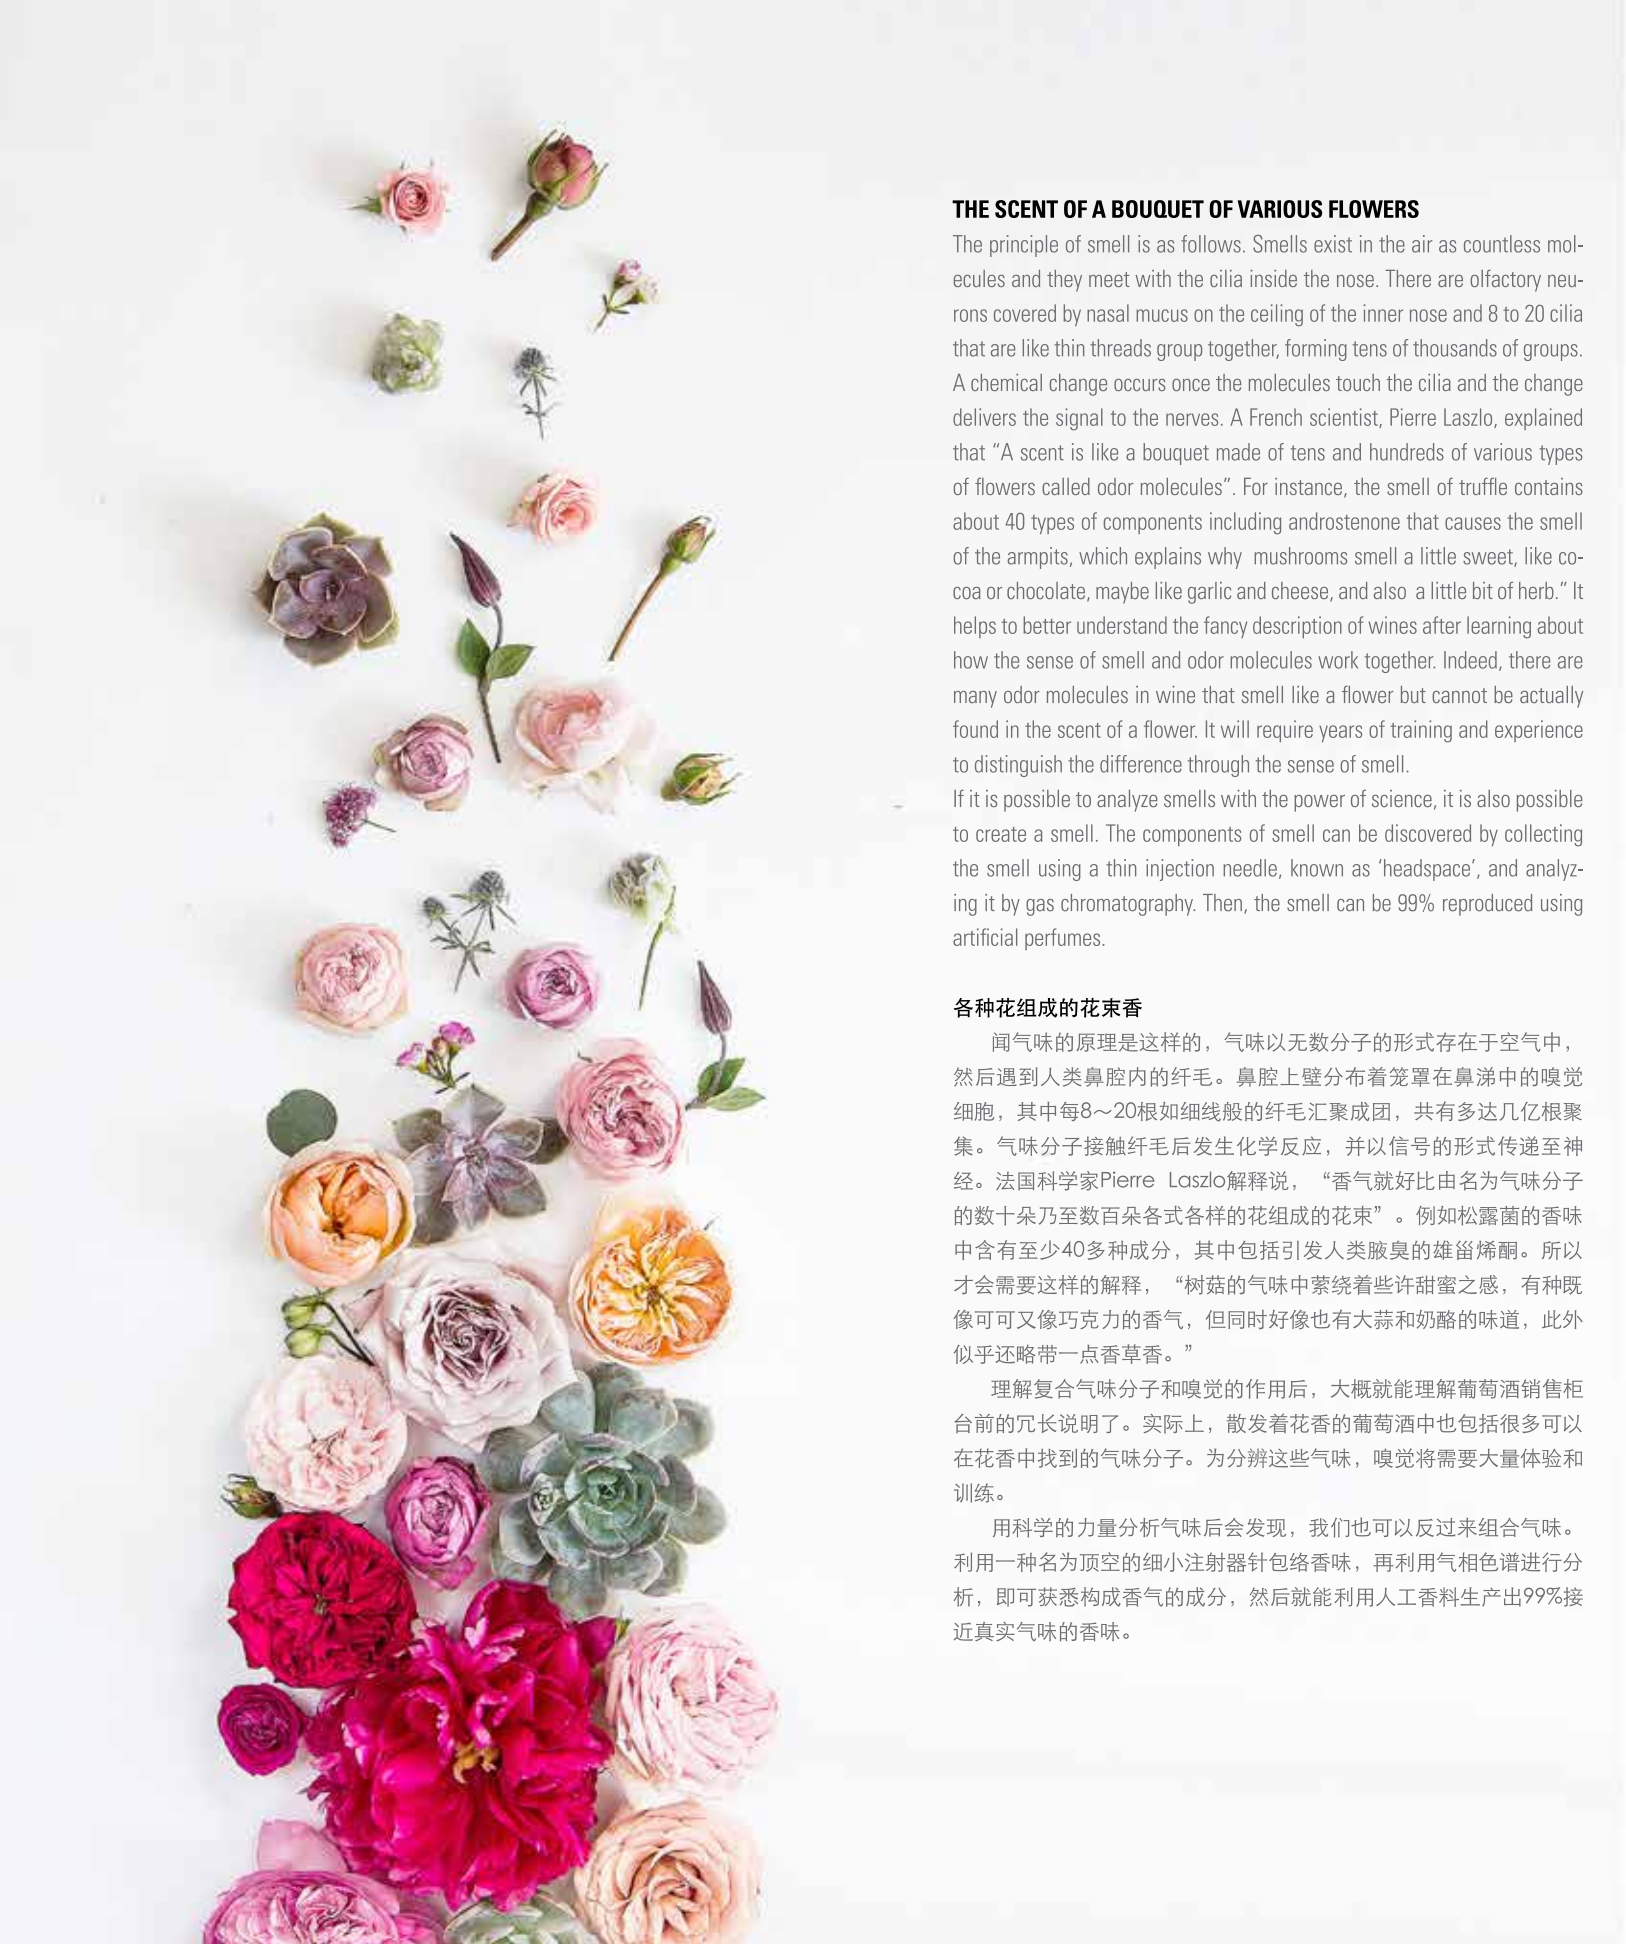 THE SCENT OF A BOUQUET OF VARIOUS FLOWERS
The principle of smell is as follows. Smells exist in the air as countless mol-
ecules and they meet with the cilia inside the nose. There are olfactory neu-
rons covered by nasal mucus on the ceiling of the inner nose and 8 to 20 cilia
that are like thin threads group together, forming tens of thousands of groups.
A chemical change occurs once the molecules touch the cilia and the change
delivers the signal to the nerves. A French scientist, Pierre Laszlo, explained
that “A scent is like a bouquet made of tens and hundreds of various types
of flowers called odor molecules”. For instance, the smell of truffle contains
about 40 types of components including androstenone that causes the smell
of the armpits, which explains why  mushrooms smell a little sweet, like co-
coa or chocolate, maybe like garlic and cheese, and also  a little bit of herb.” It
helps to better understand the fancy description of wines after learning about
how the sense of smell and odor molecules work together. Indeed, there are
many odor molecules in wine that smell like a flower but cannot be actually
found in the scent of a flower. It will require years of training and experience
to distinguish the difference through the sense of smell.
If it is possible to analyze smells with the power of science, it is also possible
to create a smell. The components of smell can be discovered by collecting
the smell using a thin injection needle, known as ‘headspace’, and analyz-
ing it by gas chromatography. Then, the smell can be 99% reproduced using
artificial perfumes.
各种花组成的花束香
闻气味的原理是这样的，气味以无数分子的形式存在于空气中，
然后遇到人类鼻腔内的纤毛。鼻腔上壁分布着笼罩在鼻涕中的嗅觉
细胞，其中每8～20根如细线般的纤毛汇聚成团，共有多达几亿根聚
集。气味分子接触纤毛后发生化学反应，并以信号的形式传递至神
经。法国科学家Pierre Laszlo解释说，“香气就好比由名为气味分子
的数十朵乃至数百朵各式各样的花组成的花束”。例如松露菌的香味
中含有至少40多种成分，其中包括引发人类腋臭的雄甾烯酮。所以
才会需要这样的解释，“树菇的气味中萦绕着些许甜蜜之感，有种既
像可可又像巧克力的香气，但同时好像也有大蒜和奶酪的味道，此外
似乎还略带一点香草香。”
理解复合气味分子和嗅觉的作用后，大概就能理解葡萄酒销售柜
台前的冗长说明了。实际上，散发着花香的葡萄酒中也包括很多可以
在花香中找到的气味分子。为分辨这些气味，嗅觉将需要大量体验和
训练。
用科学的力量分析气味后会发现，我们也可以反过来组合气味。
利用一种名为顶空的细小注射器针包络香味，再利用气相色谱进行分
析，即可获悉构成香气的成分，然后就能利用人工香料生产出99%接
近真实气味的香味。